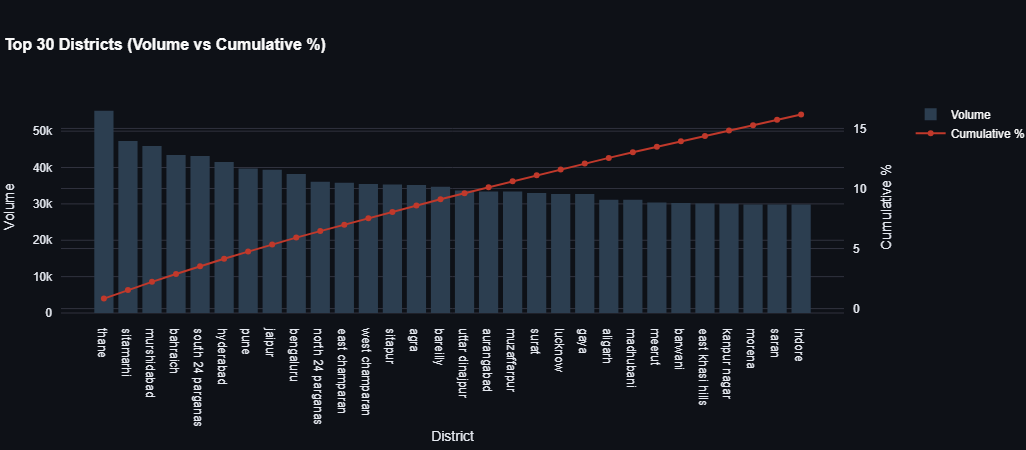 Top 30 Districts (Volume vs Cumulative %)
Volume
Cumulative %
50k
40k
30k
20k
10k
0
Volume
15
10
5
0
Cumulative %
thane
sitamarhi
murshidabad
bahraich
south 24 parganas
hyderabad
pune
jaipur
bengaluru
north 24 parganas
east champaran
west champaran
sitapur
agra
bareilly
uttar dinajpur
aurangabad
muzaffarpur
surat
lucknow
gaya
aligarh
madhubani
meerut
barwani
east khasi hills
kanpur nagar
morena
saran
indore
District